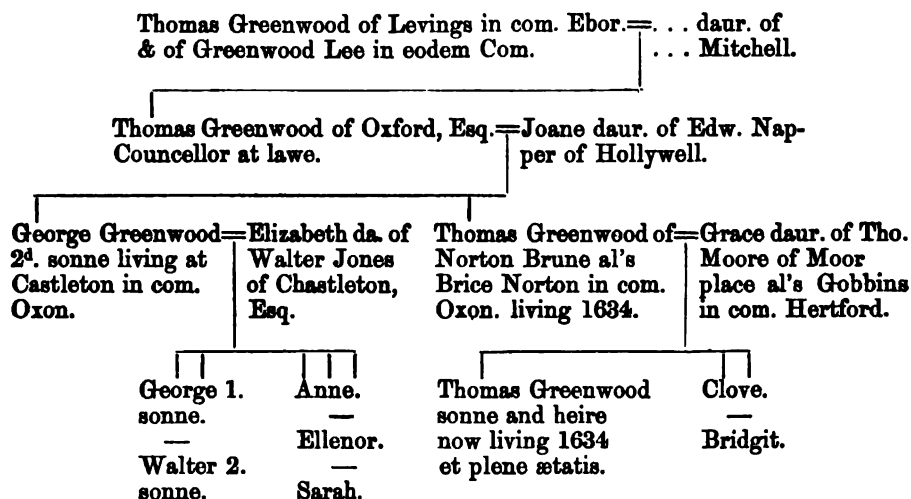 Thomas Greenwood of Levings in com. Ebor.=. . . daur. of
& of Greenwood Lee in eodem Com. . . . Mitchell.
Thomas Greenwood of Oxford, Esq.=Joane daur. of Edw. Nap-
Councellor at lawe. per of Hollywell.
George Greenwood=Elizabeth da. of
2d. sonne living at Walter Jones
Castleton in com. of Chastleton,
Oxon. Esq.
Thomas Greenwood of=Grace daur. of Tho.
Norton Brune al's Moore of Moor
Brice Norton in com. place al's Gobbins
Oxon. living 1634. in com. Hertford.
George 1.
sonne.
—
Walter 2.
sonne.
Anne.
—
Ellenor.
—
Sarah.
Thomas Greenwood
sonne and heire
now living 1634
et plene ætatis.
Clove.
—
Bridgit.